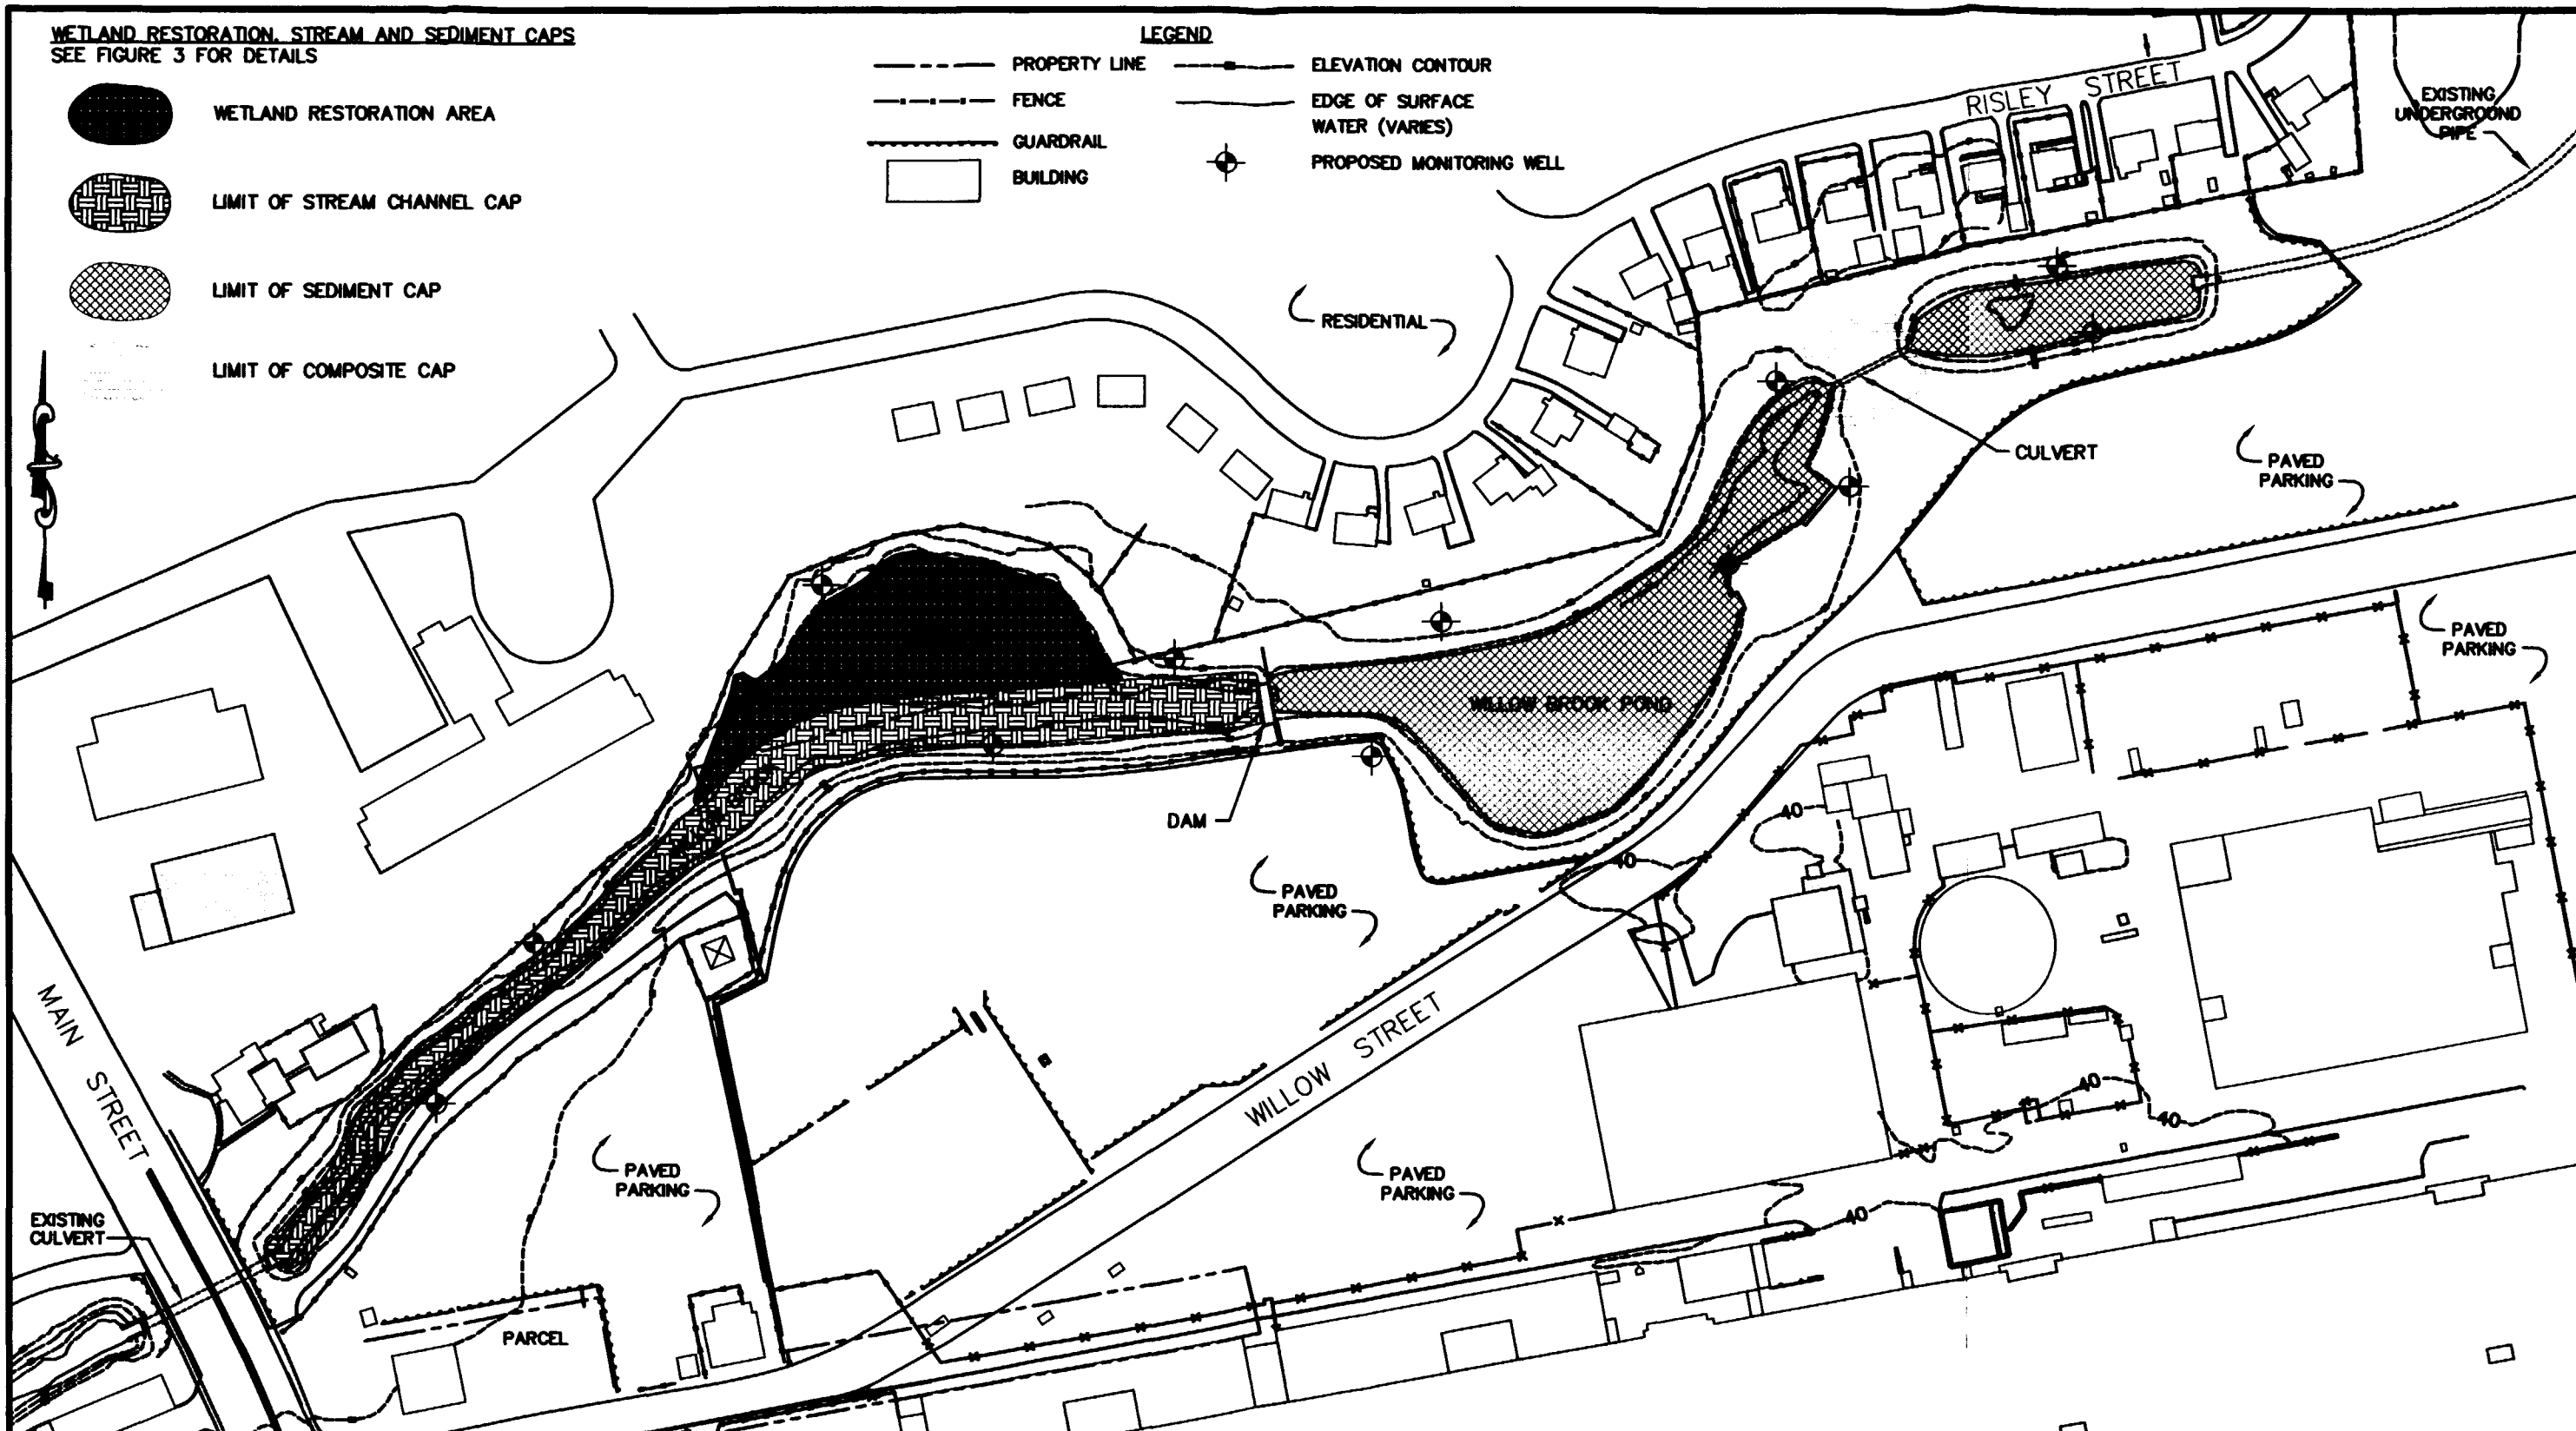 WETLAND RESTORATION, STREAM AND SEDIMENT CAPS
SEE FIGURE 3 FOR DETAILS
WETLAND RESTORATION AREA
LIMIT OF STREAM CHANNEL CAP
LIMIT OF SEDIMENT CAP
LIMIT OF COMPOSITE CAP
LEGEND
PROPERTY LINE
FENCE
GUARDRAIL
BUILDING
ELEVATION CONTOUR
EDGE OF SURFACE
WATER (VARIES)
PROPOSED MONITORING WELL
RISLEY STREET
EXISTING
UNDERGROUND
PIPE
RESIDENTIAL
CULVERT
PAVED
PARKING
PAVED
PARKING
WILLOW BROOK POND
DAM
40
40
PAVED
PARKING
MAIN STREET
WILLOW STREET
40
40
PAVED
PARKING
PAVED
PARKING
40
EXISTING
CULVERT
PARCEL